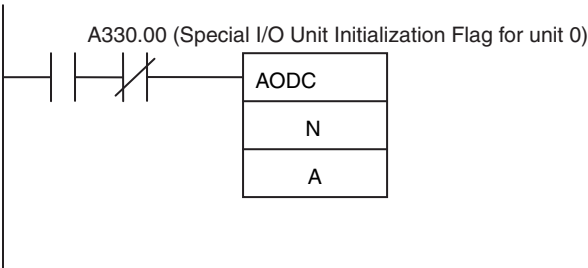 A330.00 (Special I/O Unit Initialization Flag for unit 0)
AODC
N
A